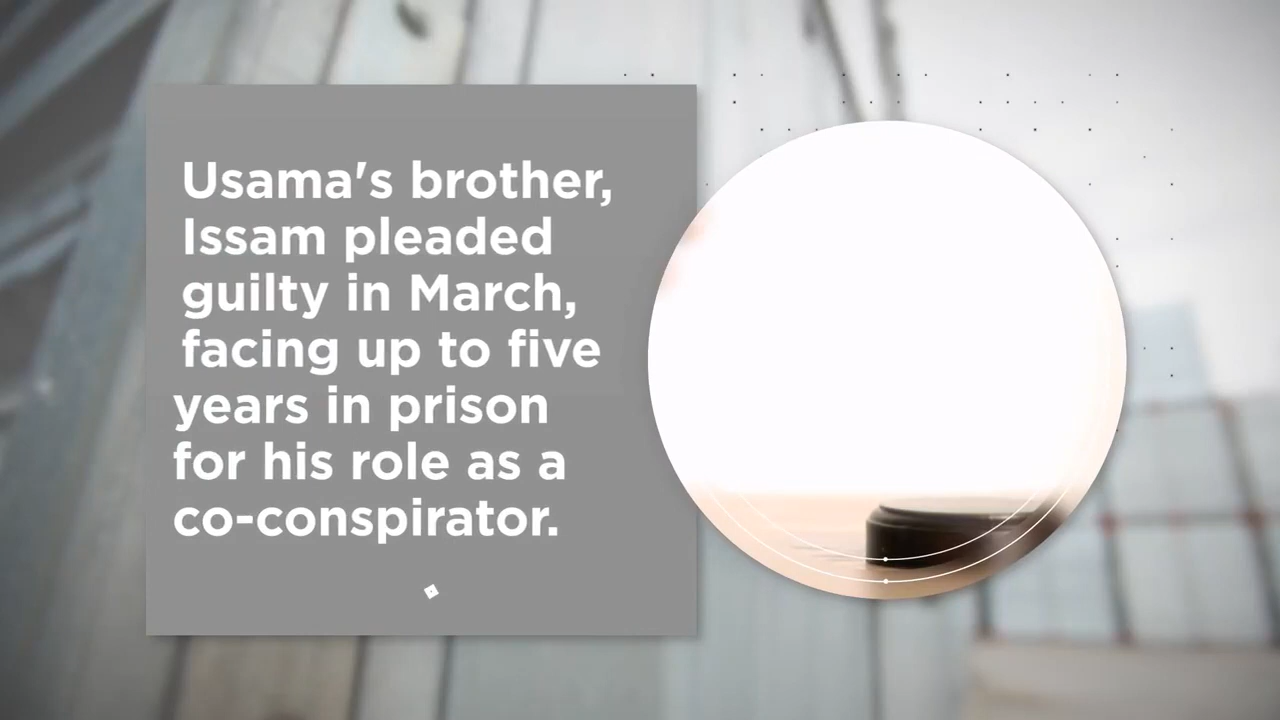 Usama's brother,
Issam pleaded
guilty in March,
facing up to five
years in prison
for his role as a
co-conspirator.